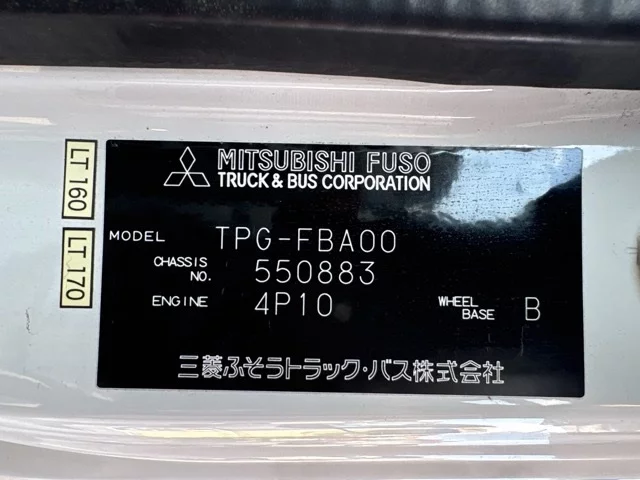 LT 160
LT 170
MITSUBISHI FUSO
TRUCK & BUS CORPORATION
MODEL TPG-FBA00
CHASSIS NO. 550883
ENGINE 4P10 WHEEL BASE B
三菱ふそうトラック・バス株式会社